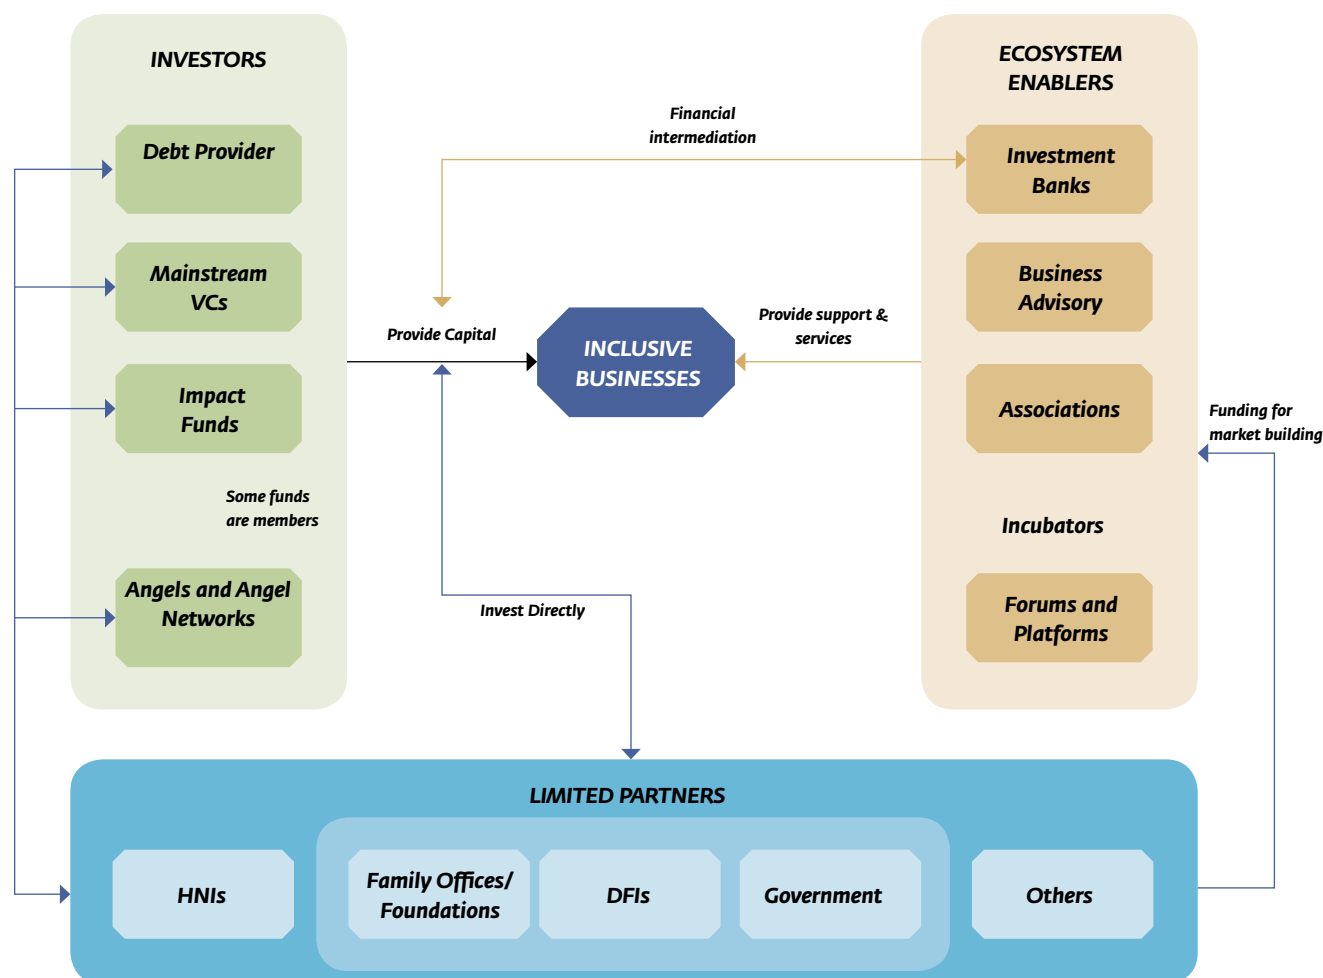 INVESTORS
Debt Provider
Mainstream
VCs
Impact
Funds
Some funds
are members
Angels and Angel
Networks
Financial
intermediation
Provide Capital
INCLUSIVE
BUSINESSES
Provide support &
services
Invest Directly
ECOSYSTEM
ENABLERS
Investment
Banks
Business
Advisory
Associations
Incubators
Forums and
Platforms
Funding for
market building
LIMITED PARTNERS
HNIs
Family Offices/
Foundations
DFIs
Government
Others